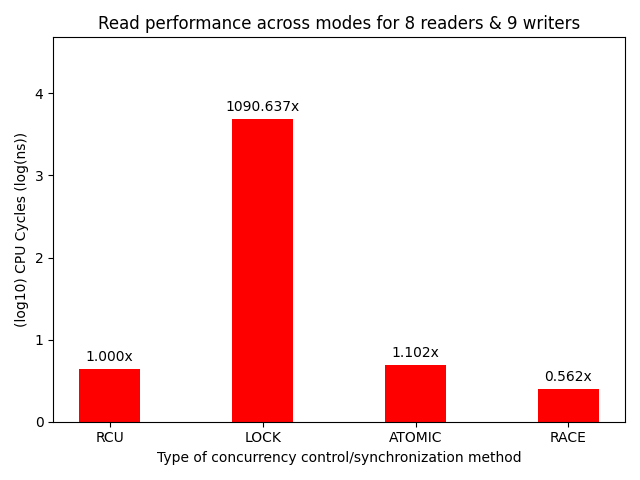 Read performance across modes for 8 readers & 9 writers
(log10) CPU Cycles (log(ns))
4
3
2
1
0
1.000x
1090.637x
1.102x
0.562x
RCU
LOCK
ATOMIC
RACE
Type of concurrency control/synchronization method